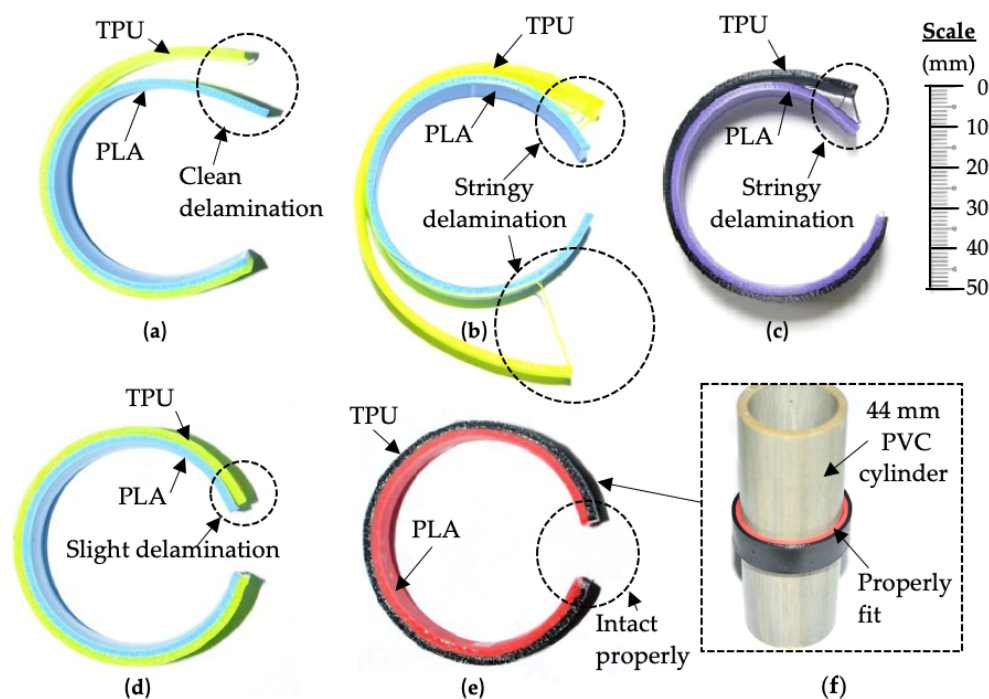 TPU
PLA
Clean
delamination
(a)
TPU
PLA
Stringy
delamination
(b)
TPU
PLA
Stringy
delamination
(c)
Scale
(mm)
0
10
20
30
40
50
TPU
PLA
Slight delamination
(d)
TPU
PLA
Intact
properly
(e)
44 mm
PVC
cylinder
Properly
fit
(f)